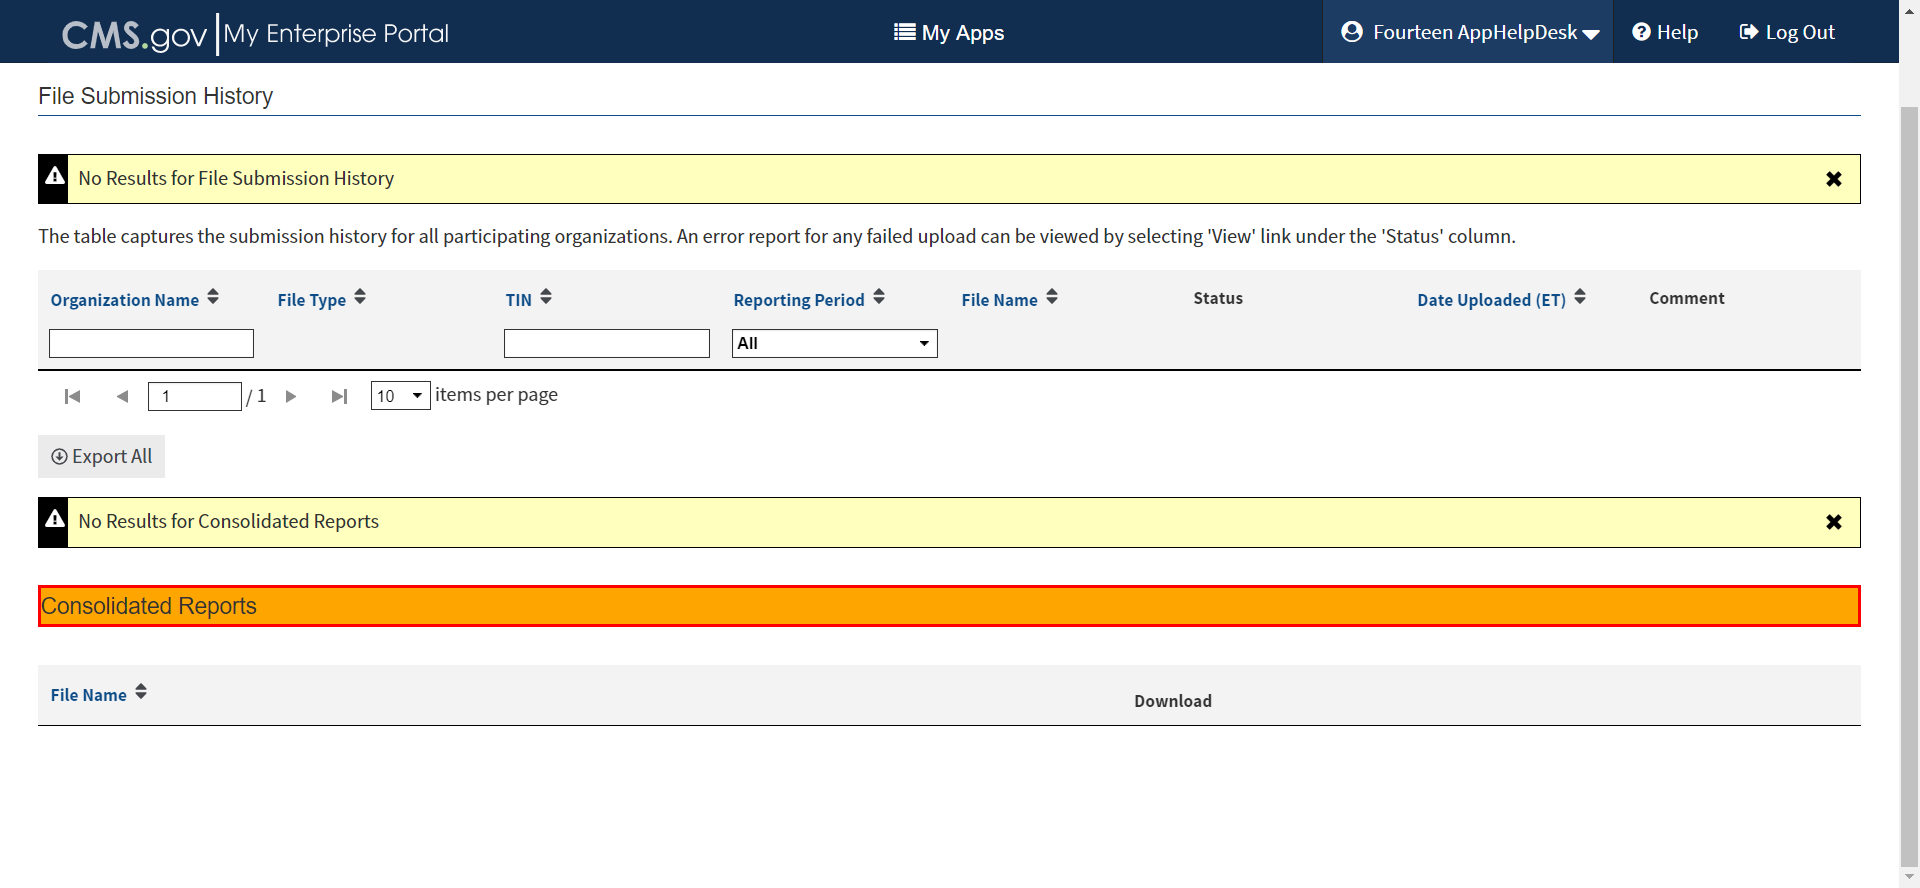 CMS.gov My Enterprise Portal My Apps Fourteen AppHelpDesk Help Log Out
File Submission History
No Results for File Submission History
The table captures the submission history for all participating organizations. An error report for any failed upload can be viewed by selecting 'View' link under the 'Status' column.
Organization Name File Type TIN Reporting Period File Name Status Date Uploaded (ET) Comment
All
1 / 1 10 items per page
Export All
No Results for Consolidated Reports
Consolidated Reports
File Name Download